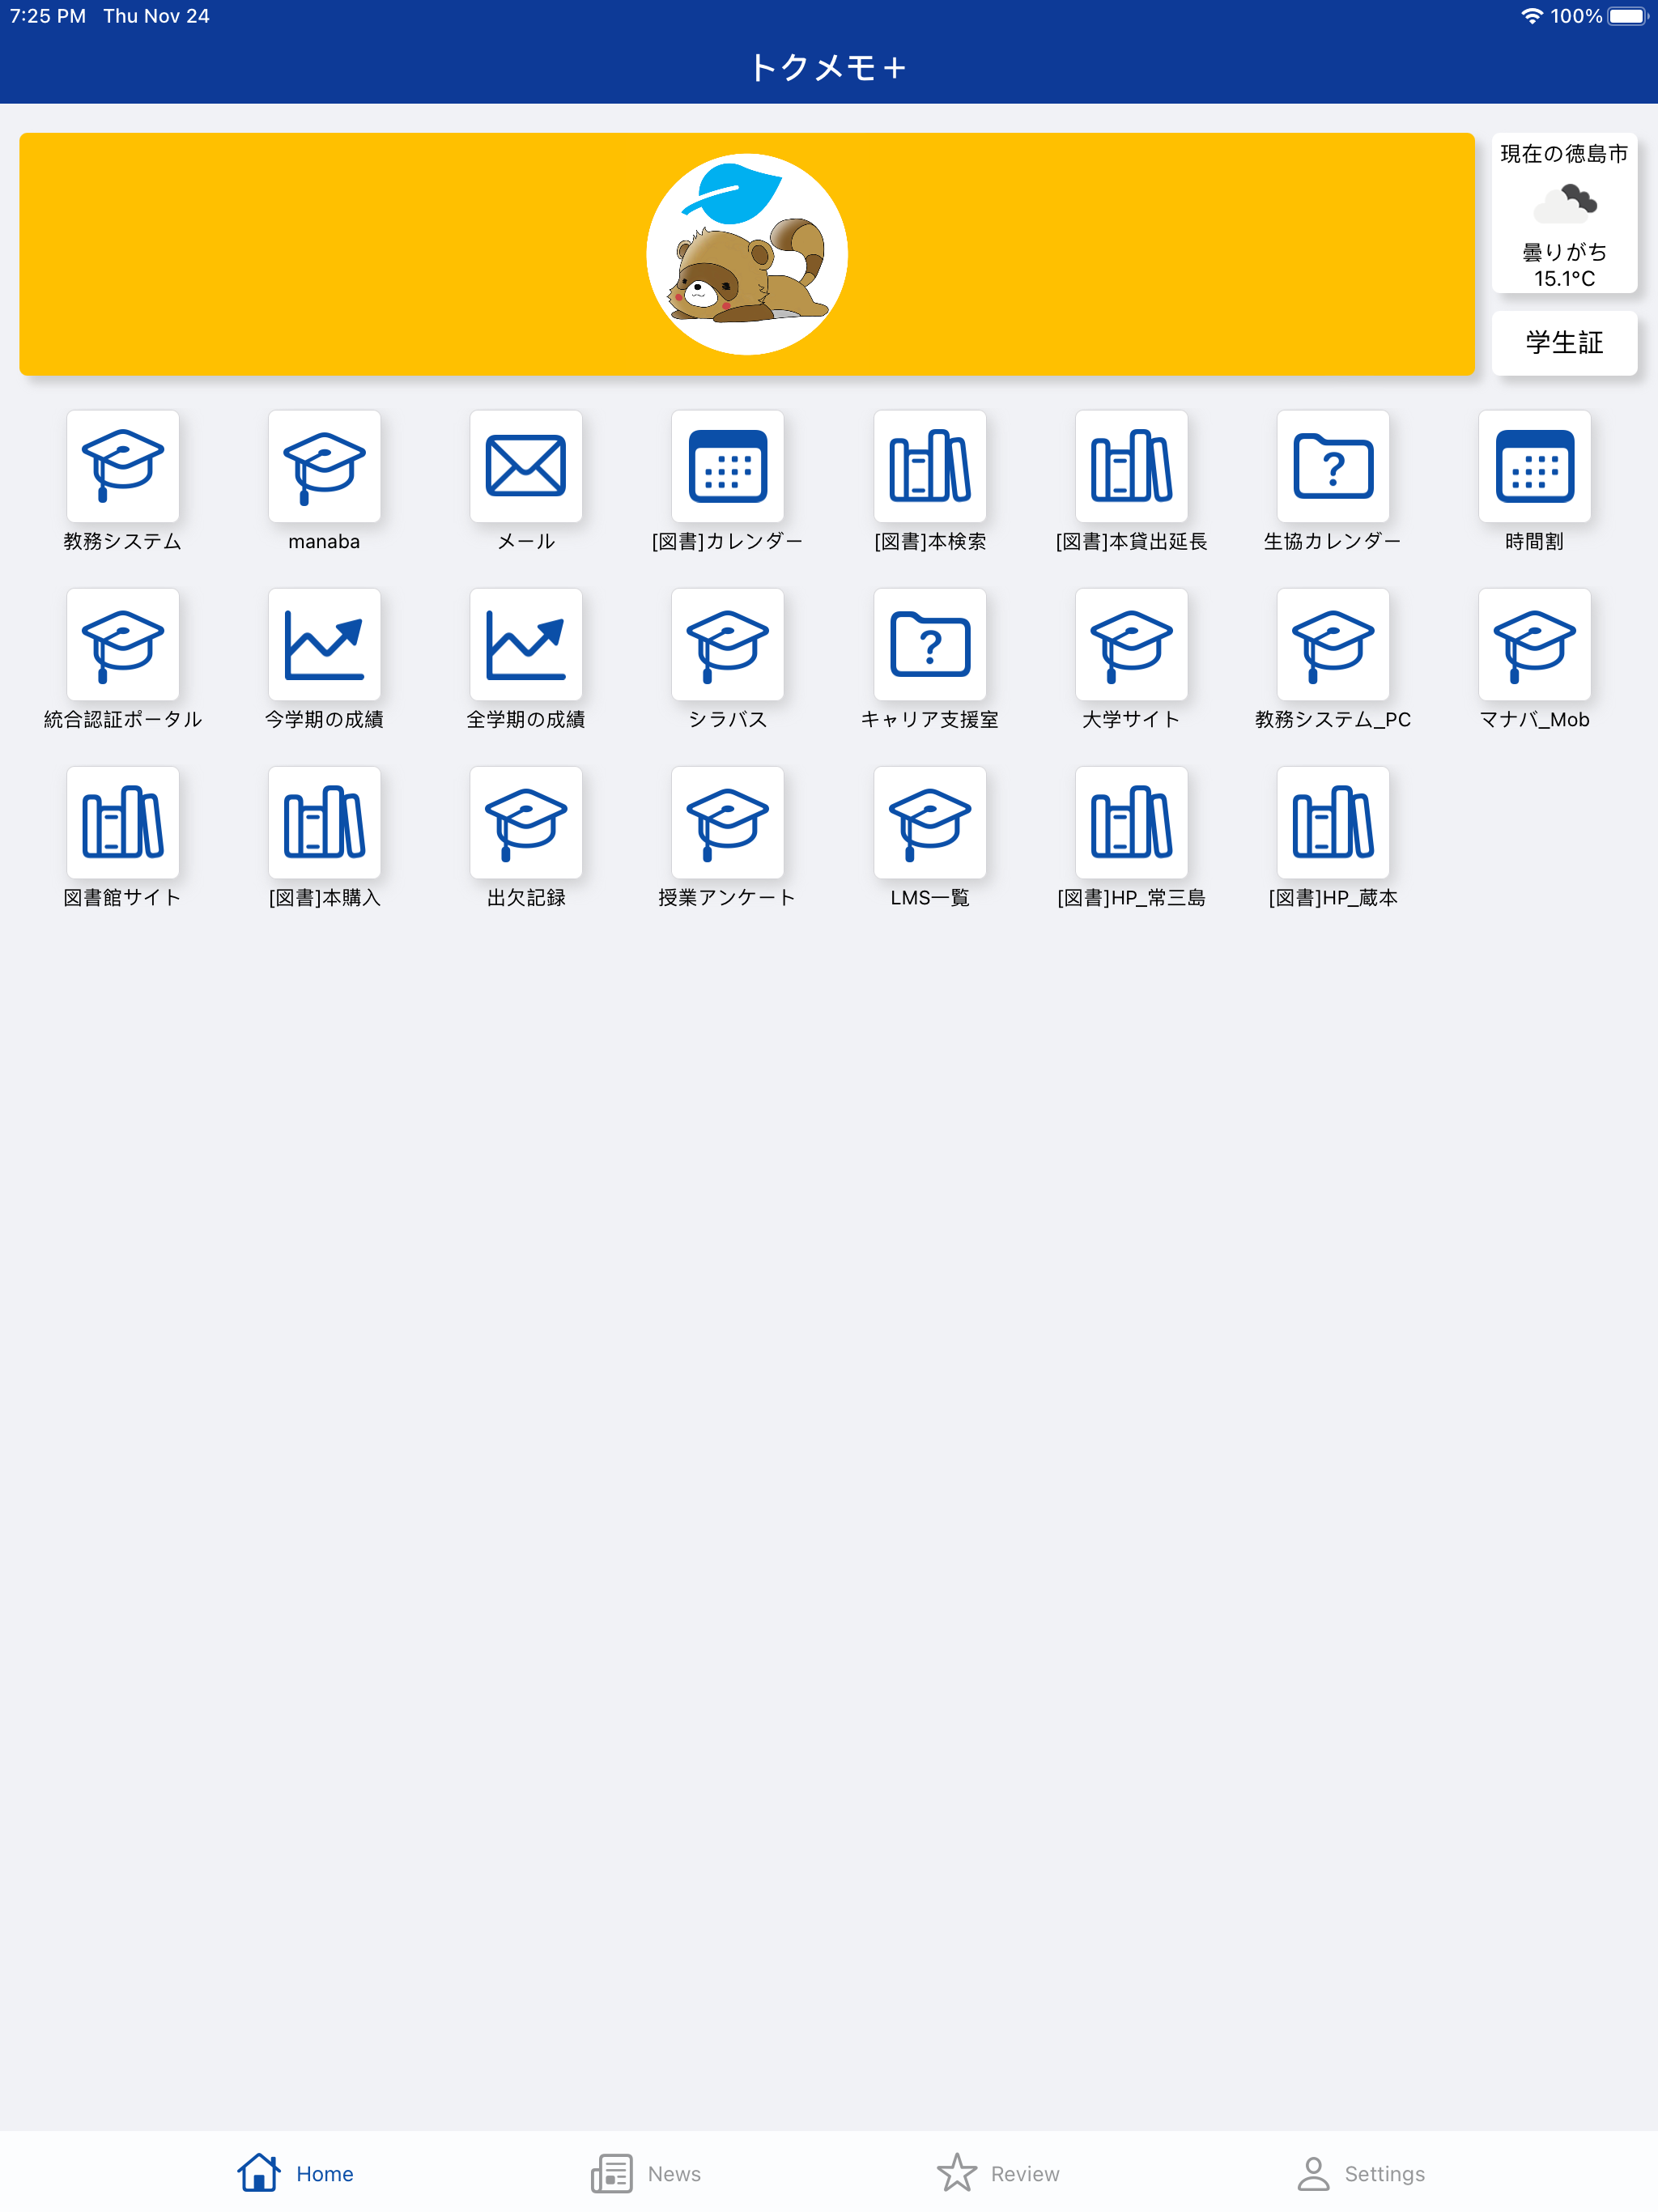 7:25 PM Thu Nov 24
100%
トクメモ＋
現在の徳島市
曇りがち
15.1℃
学生証
教務システム
manaba
メール
[図書]カレンダー
[図書]本検索
[図書]本貸出延長
生協カレンダー
時間割
統合認証ポータル
今学期の成績
全学期の成績
シラバス
キャリア支援室
大学サイト
教務システム_PC
マナバ_Mob
図書館サイト
[図書]本購入
出欠記録
授業アンケート
LMS一覧
[図書]HP_常三島
[図書]HP_蔵本
Home
News
Review
Settings